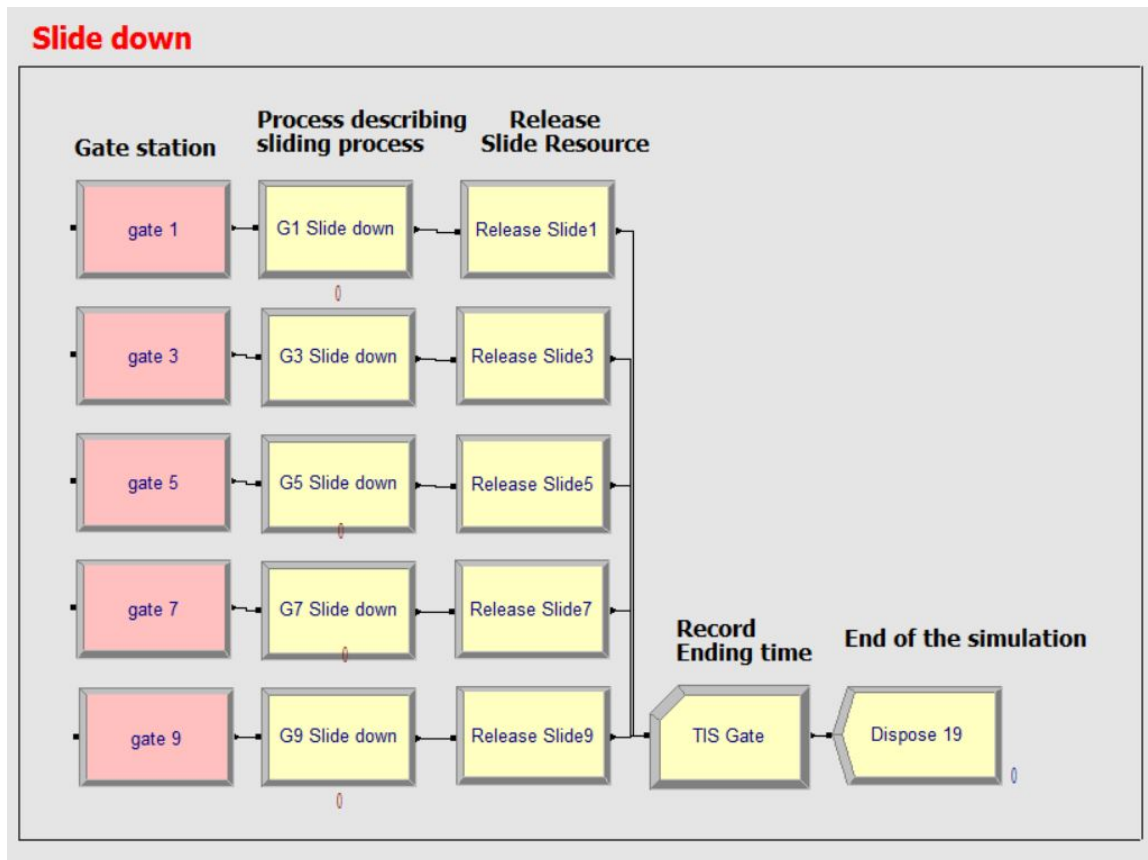 Slide down
Gate station
Process describing
sliding process
Release
Slide Resource
gate 1
G1 Slide down
Release Slide1
0
gate 3
G3 Slide down
Release Slide3
gate 5
G5 Slide down
Release Slide5
0
gate 7
G7 Slide down
Release Slide7
0
Record
Ending time
End of the simulation
gate 9
G9 Slide down
Release Slide9
TIS Gate
Dispose 19
0
0